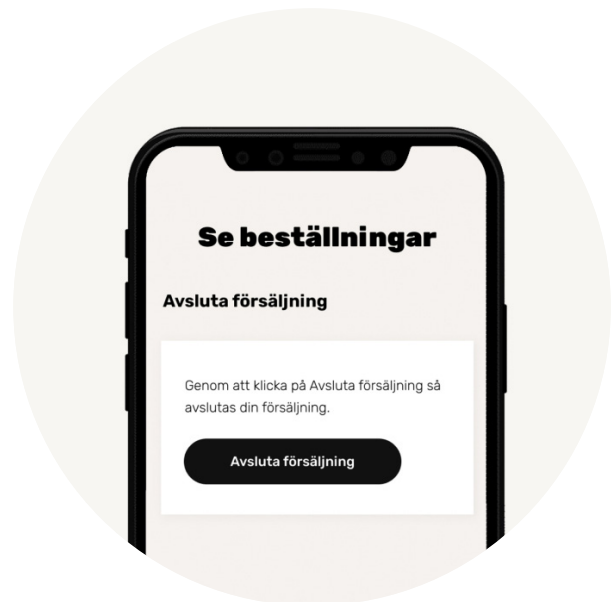 Se beställningar
Avsluta försäljning
Genom att klicka på Avsluta försäljning så
avslutas din försäljning.
Avsluta försäljning